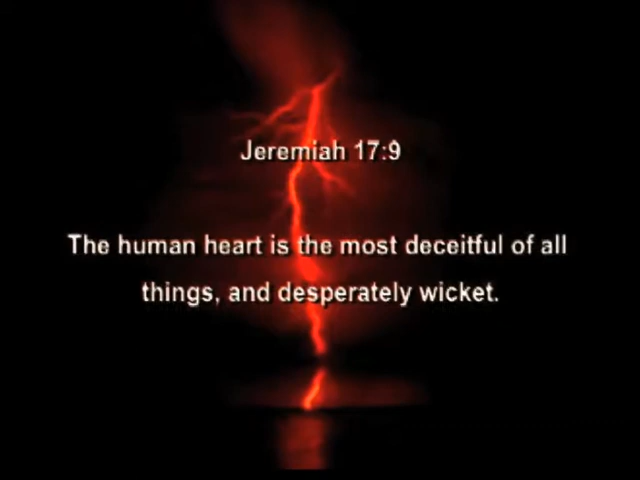 Jeremiah 17:9
The human heart is the most deceitful of all
things, and desperately wicket.